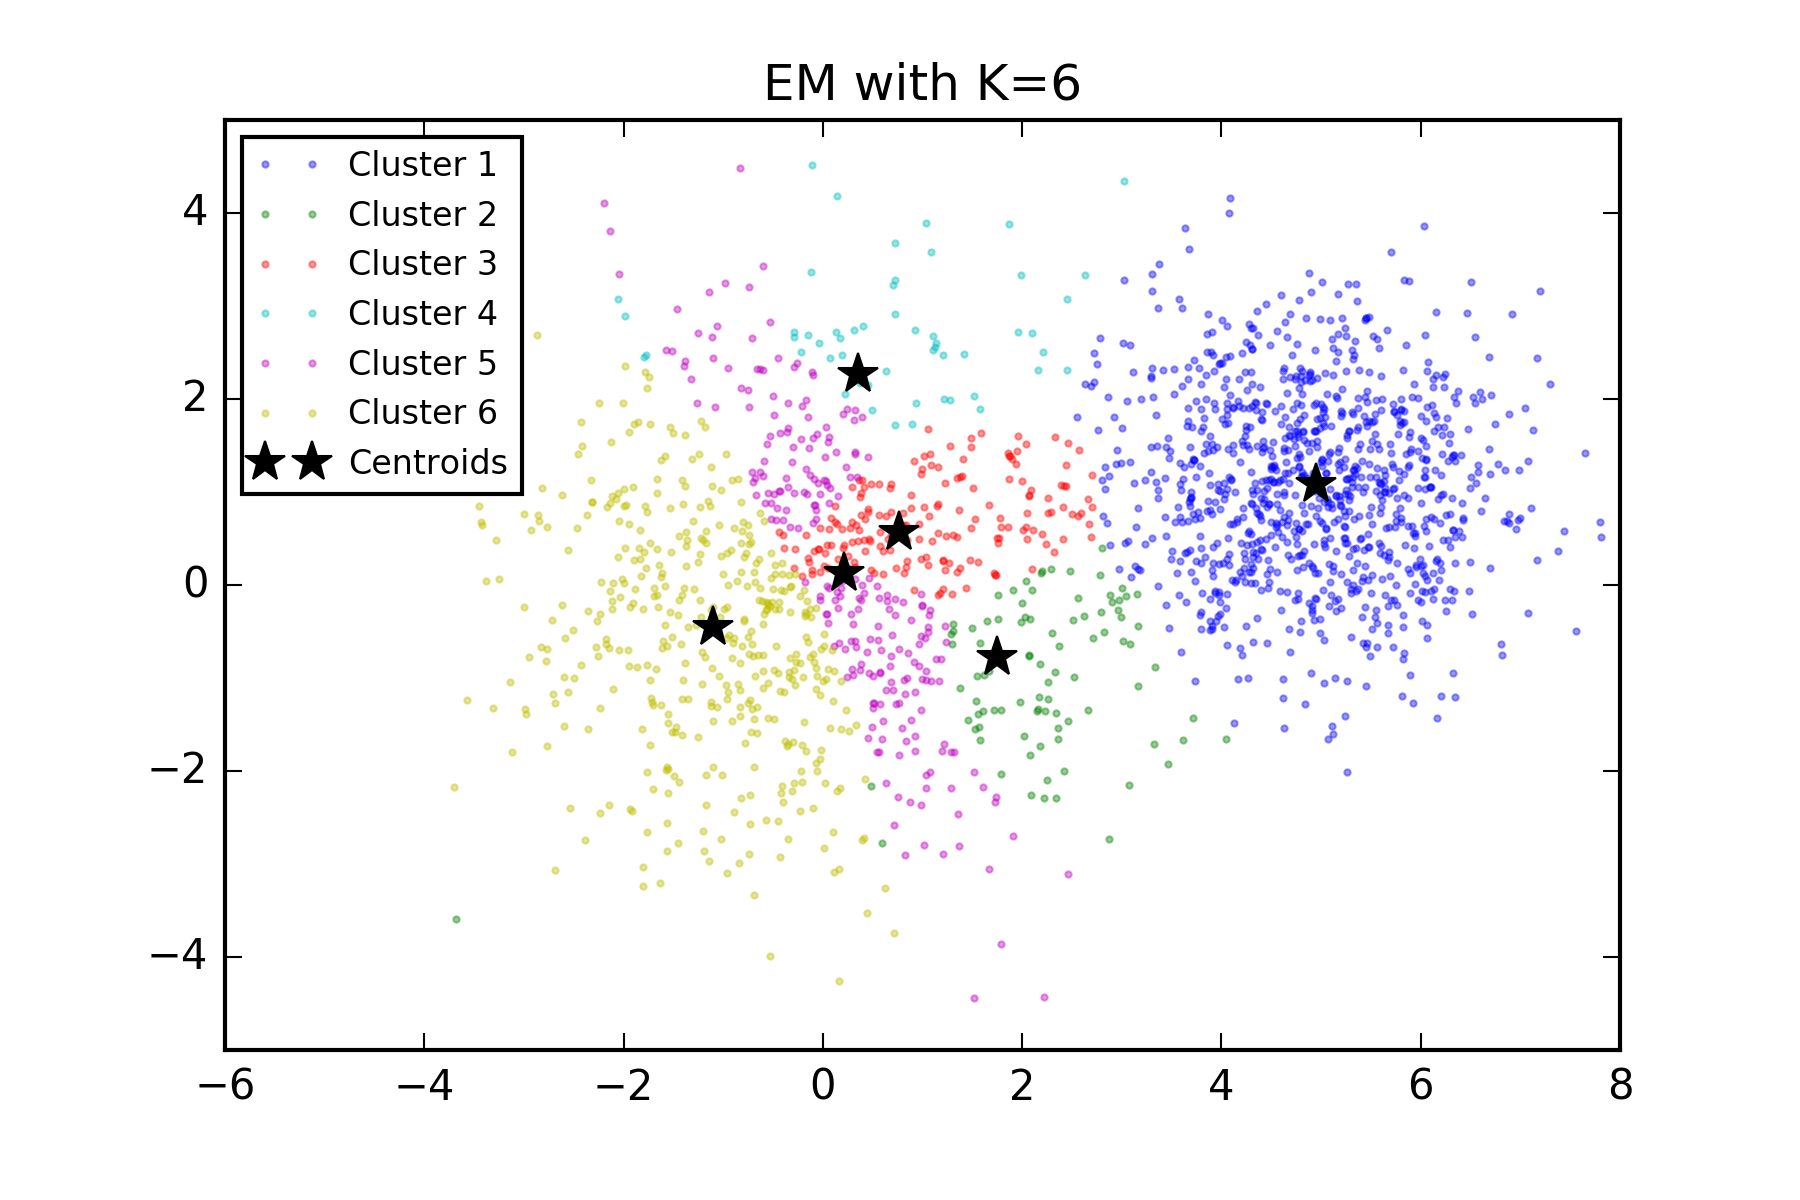 EM with K=6
Cluster 1
Cluster 2
Cluster 3
Cluster 4
Cluster 5
Cluster 6
Centroids
4
2
0
−2
−4
−6 −4 −2 0 2 4 6 8